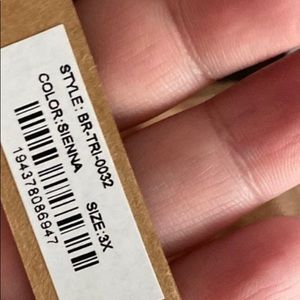 STYLE: BR-TRI-0032
COLOR:SIENNA SIZE:3X
194378086947